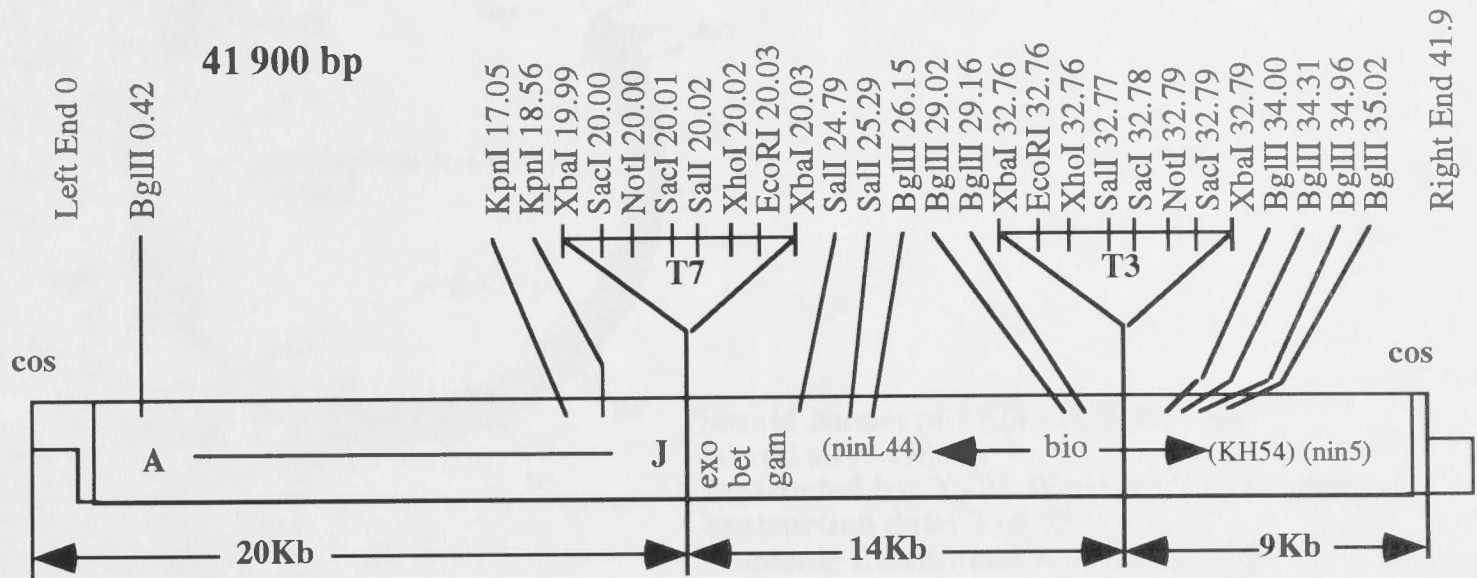 41 900 bp
Left End 0
BglII 0.42
KpnI 17.05
KpnI 18.56
XbaI 19.99
SacI 20.00
NotI 20.00
SacI 20.01
SalI 20.02
XhoI 20.02
EcoRI 20.03
XbaI 20.03
SalI 24.79
SalI 25.29
BglII 26.15
BglII 29.02
BglII 29.16
XbaI 32.76
EcoRI 32.76
XhoI 32.76
SalI 32.77
SacI 32.78
NotI 32.79
SacI 32.79
XbaI 32.79
BglII 34.00
BglII 34.31
BglII 34.96
BglII 35.02
Right End 41.9
T7
T3
cos
cos
A
J
exo
bet
gam
(ninL44)
bio
(KH54) (nin5)
20Kb
14Kb
9Kb